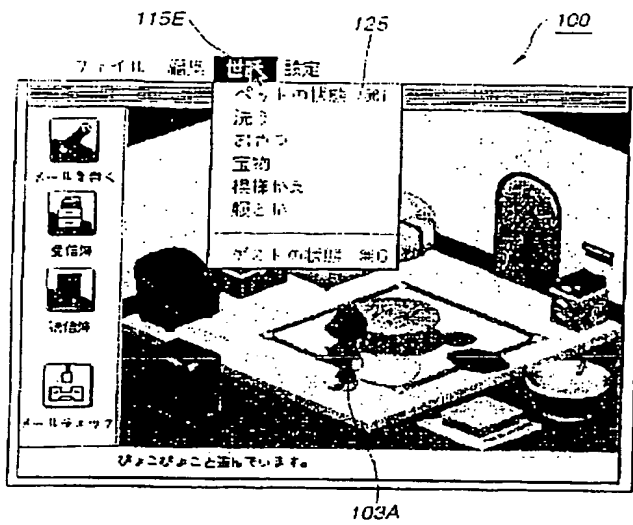 115E
125
100
ファイル 編集 世話 設定
ペットの状態 ⌘I
洗う
おやつ
宝物
模様がえ
ゲストの状態 ⌘G
メールを書く
受信簿
送信簿
メールチェック
ぴょこぴょこと遊んでいます。
103A